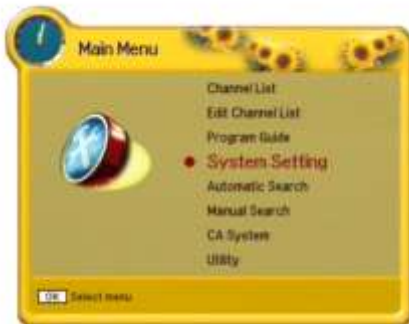 Main Menu
Channel List
Edit Channel List
Program Guide
System Setting
Automatic Search
Manual Search
CA System
Utility
OK Select menu